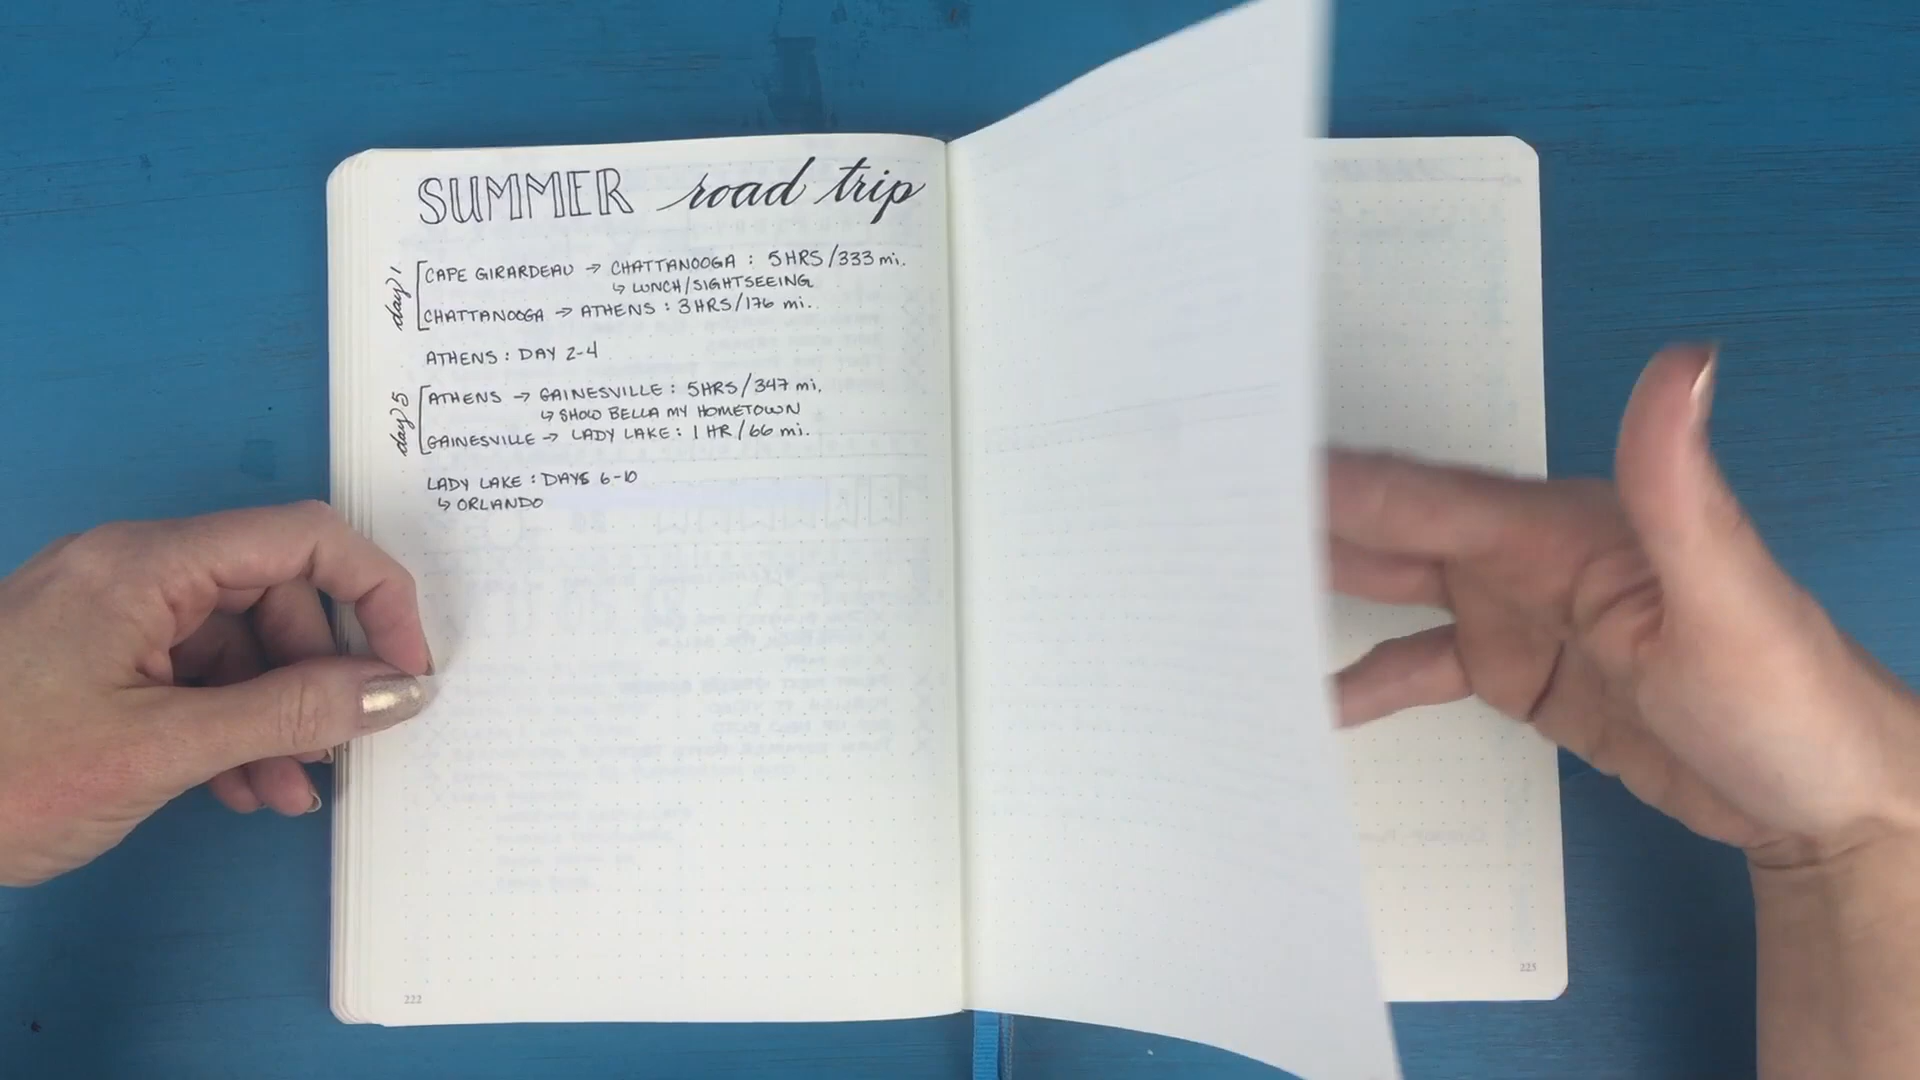 SUMMER road trip
day 1
CAPE GIRARDEAU → CHATTANOOGA : 5HRS/333 mi.
↳ LUNCH/SIGHTSEEING
CHATTANOOGA → ATHENS : 3HRS/176 mi.
ATHENS : DAY 2-4
day 5
ATHENS → GAINESVILLE : 5HRS/347 mi.
↳ SHOW BELLA MY HOMETOWN
GAINESVILLE → LADY LAKE : 1 HR/66 mi.
LADY LAKE : DAYS 6-10
↳ ORLANDO
222
225